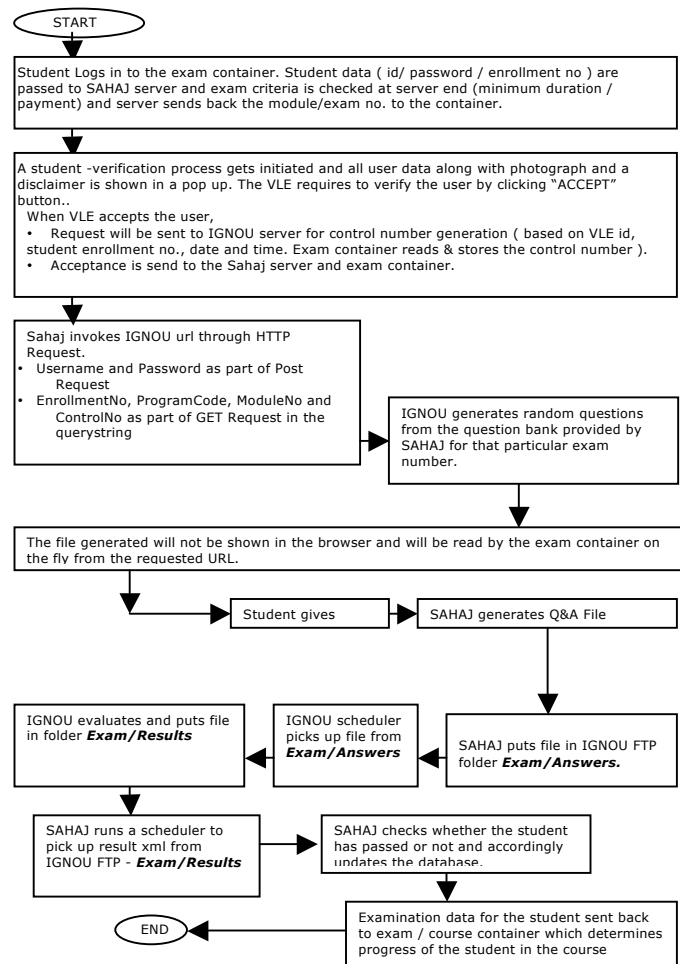 START
Student Logs in to the exam container. Student data ( id/ password / enrollment no ) are
passed to SAHAJ server and exam criteria is checked at server end (minimum duration /
payment) and server sends back the module/exam no. to the container.
A student -verification process gets initiated and all user data along with photograph and a
disclaimer is shown in a pop up. The VLE requires to verify the user by clicking “ACCEPT”
button..
When VLE accepts the user,
• Request will be sent to IGNOU server for control number generation ( based on VLE id,
student enrollment no., date and time. Exam container reads & stores the control number ).
• Acceptance is send to the Sahaj server and exam container.
Sahaj invokes IGNOU url through HTTP
Request.
• Username and Password as part of Post
Request
• EnrollmentNo, ProgramCode, ModuleNo and
ControlNo as part of GET Request in the
querystring
IGNOU generates random questions
from the question bank provided by
SAHAJ for that particular exam
number.
The file generated will not be shown in the browser and will be read by the exam container on
the fly from the requested URL.
Student gives
SAHAJ generates Q&A File
IGNOU evaluates and puts file
in folder Exam/Results
IGNOU scheduler
picks up file from
Exam/Answers
SAHAJ puts file in IGNOU FTP
folder Exam/Answers.
SAHAJ runs a scheduler to
pick up result xml from
IGNOU FTP - Exam/Results
SAHAJ checks whether the student
has passed or not and accordingly
updates the database.
Examination data for the student sent back
to exam / course container which determines
progress of the student in the course
END